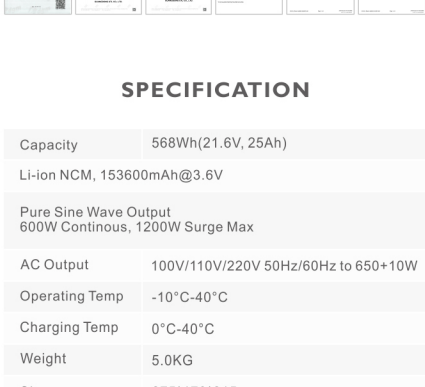 SPECIFICATION
Capacity 568Wh(21.6V, 25Ah)
Li-ion NCM, 153600mAh@3.6V
Pure Sine Wave Output
600W Continous, 1200W Surge Max
AC Output 100V/110V/220V 50Hz/60Hz to 650+10W
Operating Temp -10°C-40°C
Charging Temp 0°C-40°C
Weight 5.0KG